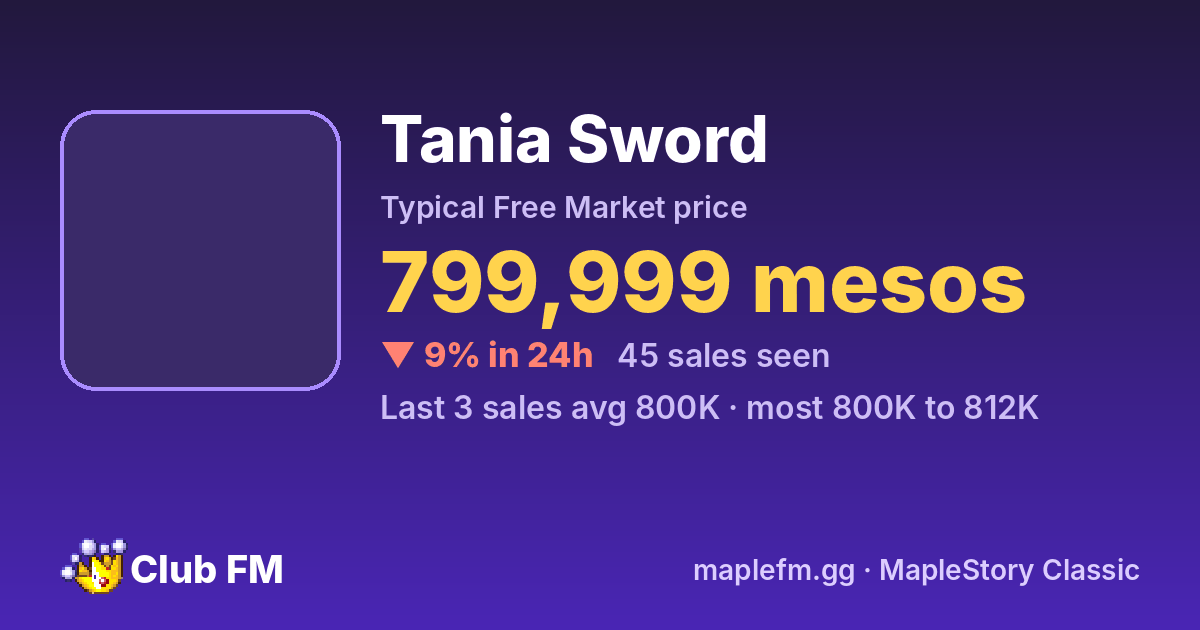 Tania Sword
Typical Free Market price
799,999 mesos
▼ 9% in 24h 45 sales seen
Last 3 sales avg 800K · most 800K to 812K
Club FM
maplefm.gg · MapleStory Classic